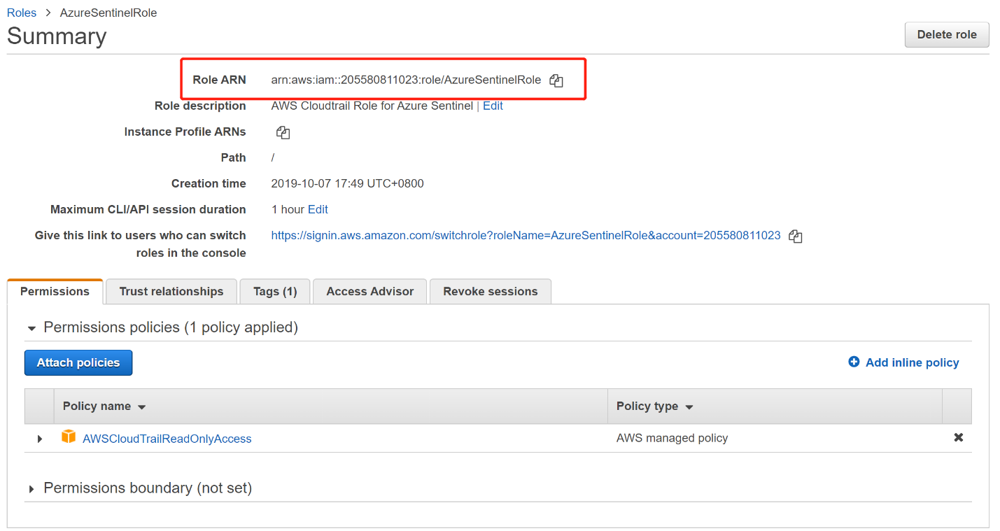 Roles > AzureSentinelRole
Summary
Delete role
Role ARN arn:aws:iam::205580811023:role/AzureSentinelRole
Role description AWS Cloudtrail Role for Azure Sentinel | Edit
Instance Profile ARNs
Path /
Creation time 2019-10-07 17:49 UTC+0800
Maximum CLI/API session duration 1 hour Edit
Give this link to users who can switch https://signin.aws.amazon.com/switchrole?roleName=AzureSentinelRole&account=205580811023
roles in the console
Permissions Trust relationships Tags (1) Access Advisor Revoke sessions
Permissions policies (1 policy applied)
Attach policies Add inline policy
Policy name Policy type
AWSCloudTrailReadOnlyAccess AWS managed policy
Permissions boundary (not set)